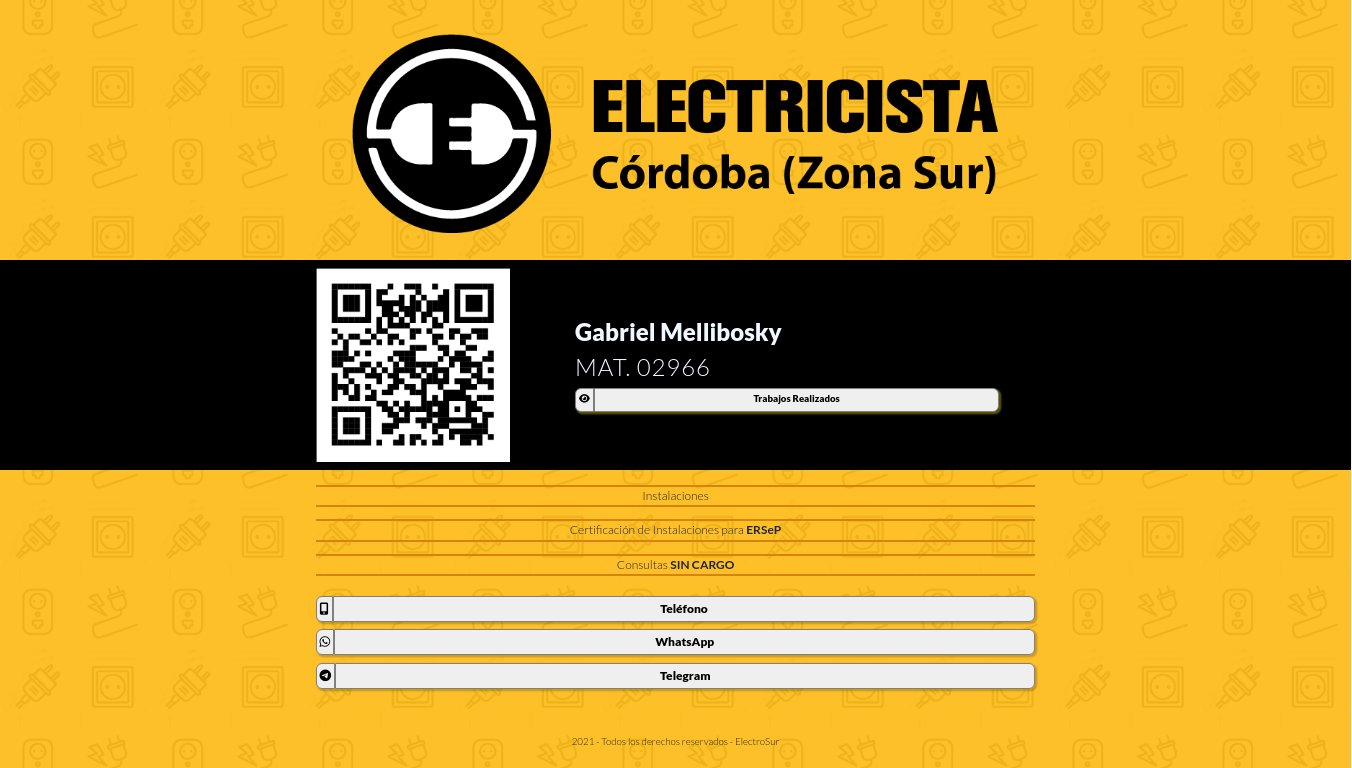 ELECTRICISTA
Córdoba (Zona Sur)
Gabriel Mellibosky
MAT. 02966
Trabajos Realizados
Instalaciones
Certificación de Instalaciones para ERSeP
Consultas SIN CARGO
Teléfono
WhatsApp
Telegram
2021 - Todos los derechos reservados - ElectroSur